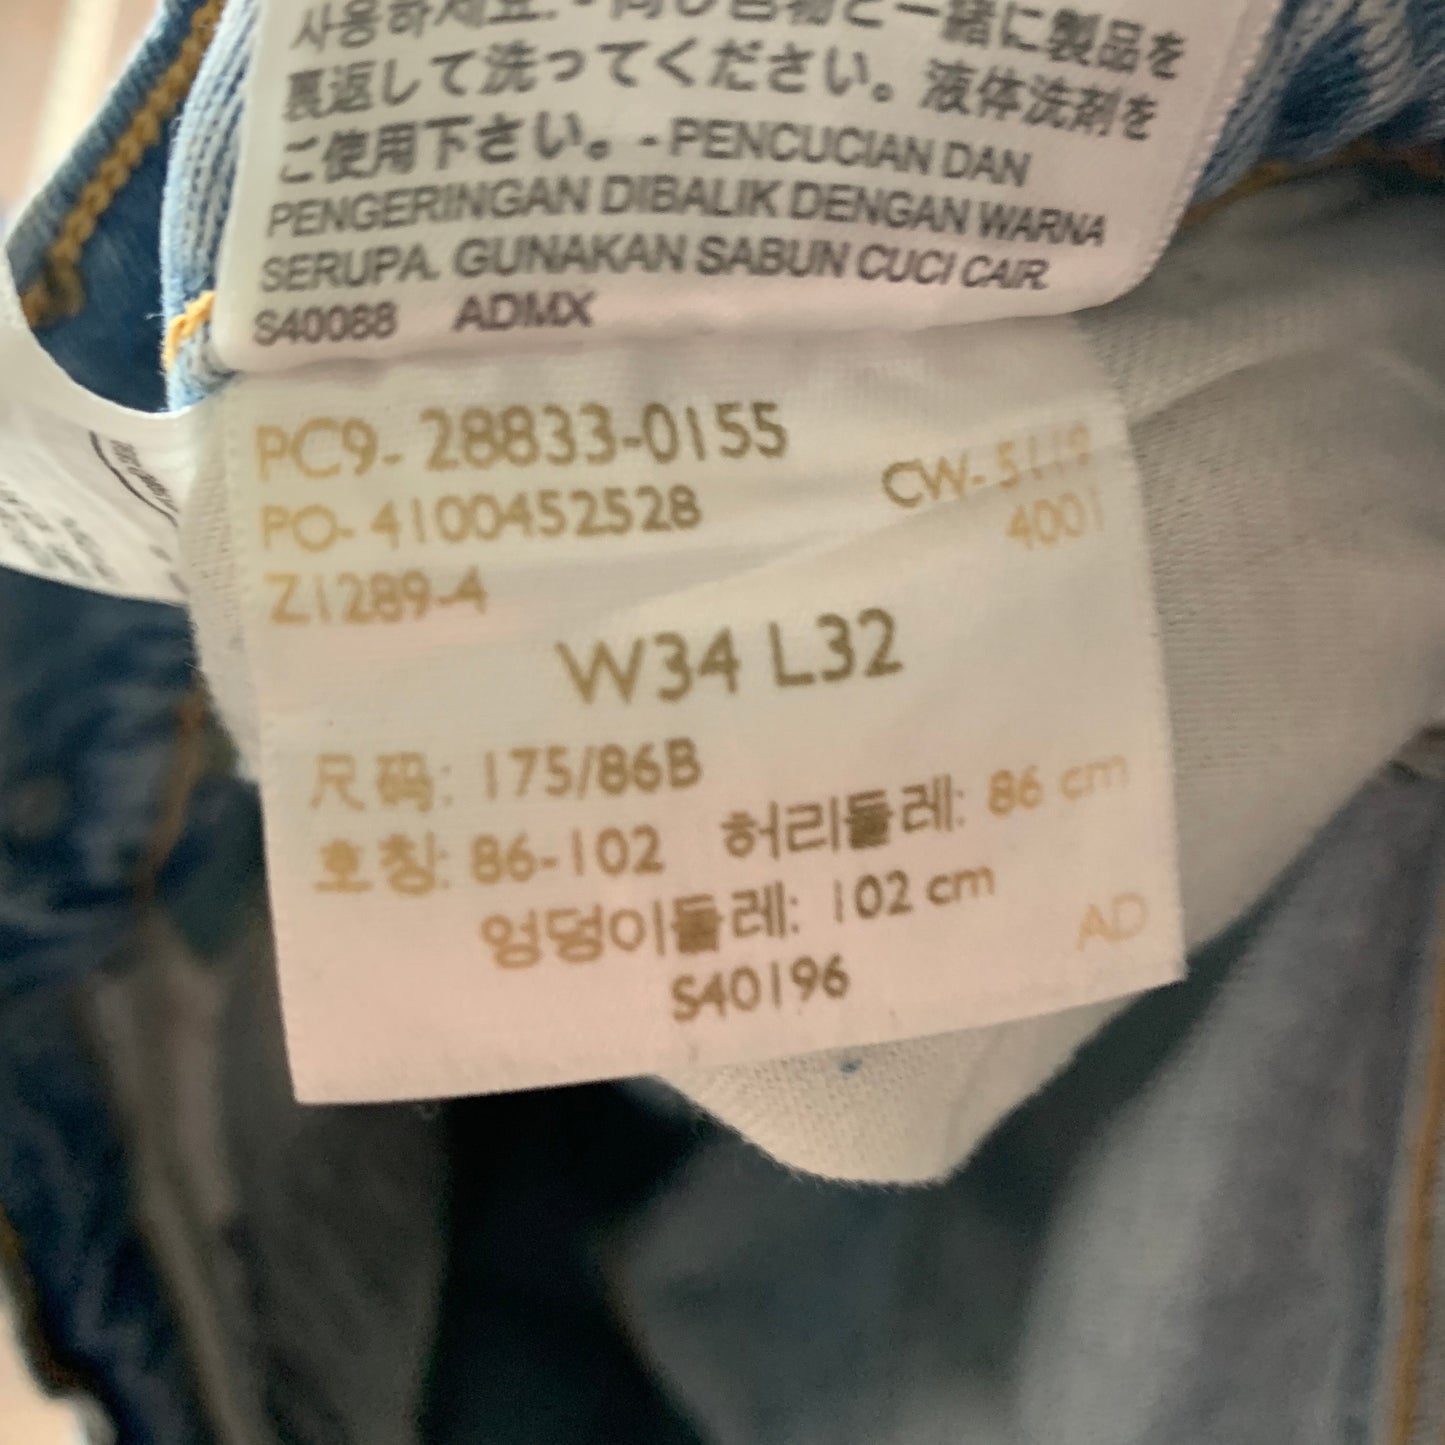 사용하세요. - 同じ色物と一緒に製品を
裏返して洗ってください。液体洗剤を
ご使用下さい。- PENCUCIAN DAN
PENGERINGAN DIBALIK DENGAN WARNA
SERUPA. GUNAKAN SABUN CUCI CAIR.
S40088 ADMX
PC9- 28833-0155
CW- 5119
PO- 4100452528
4001
Z1289-4
W34 L32
尺码: 175/86B
호칭: 86-102 허리둘레: 86 cm
엉덩이둘레: 102 cm
AD
S40196